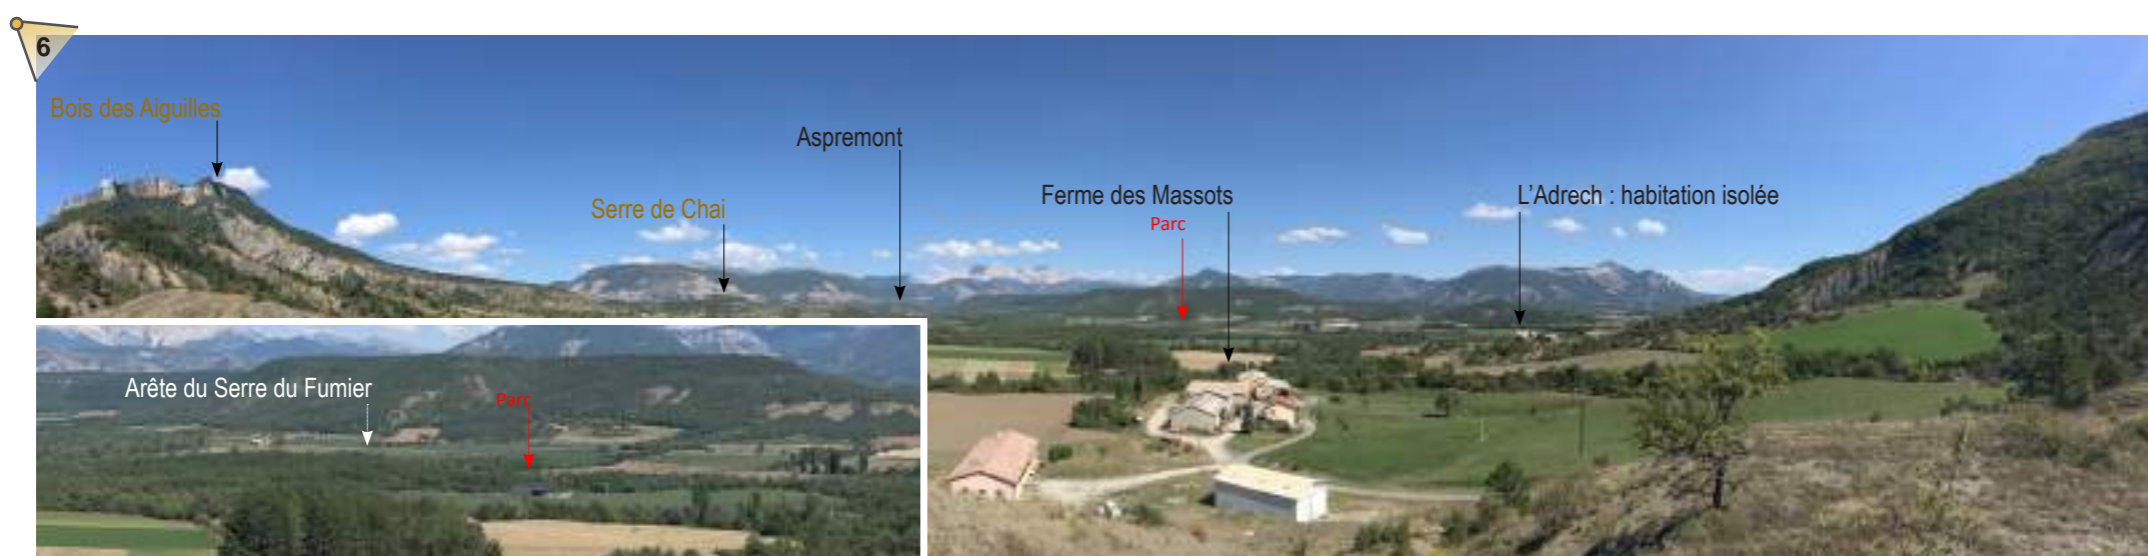 6
Bois des Aiguilles
Aspremont
Serre de Chai
Ferme des Massots
L'Adrech : habitation isolée
Parc
Arête du Serre du Fumier
Parc